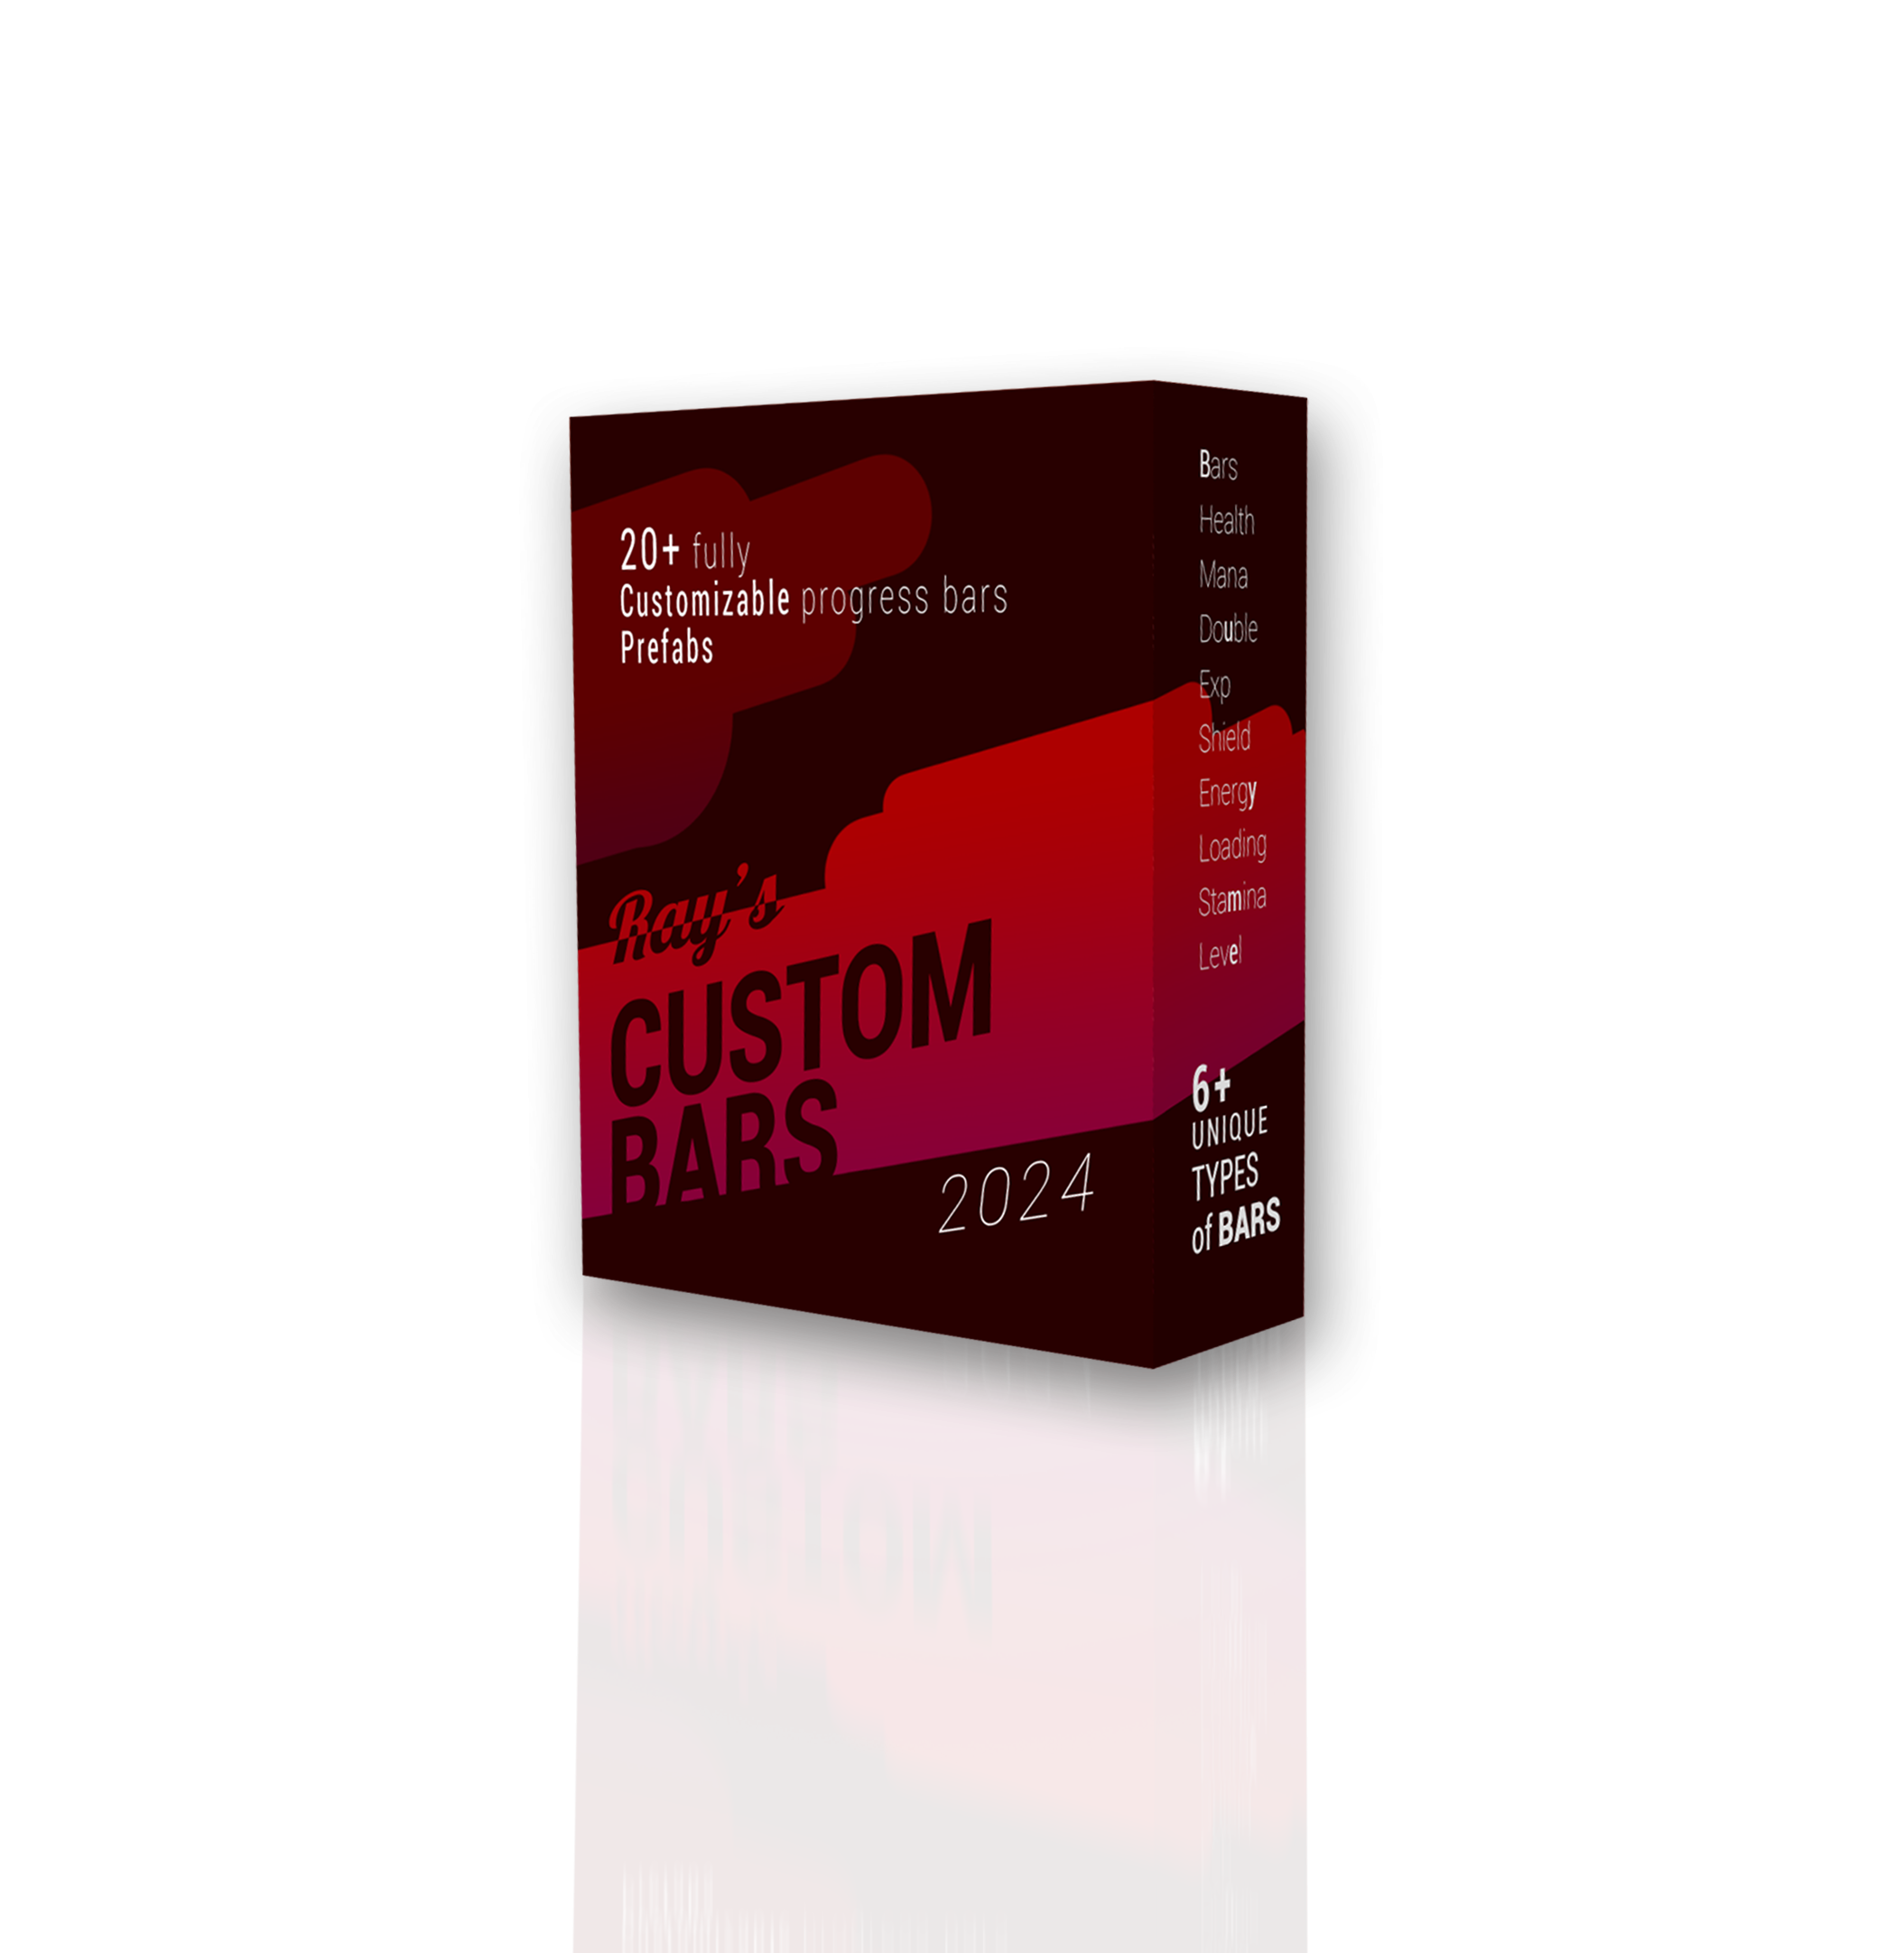 20+ fully
Customizable progress bars
Prefabs
Ray's
CUSTOM
BARS
2024
Bars
Health
Mana
Double
Exp
Shield
Energy
Loading
Stamina
Level
6+
UNIQUE
TYPES
of BARS